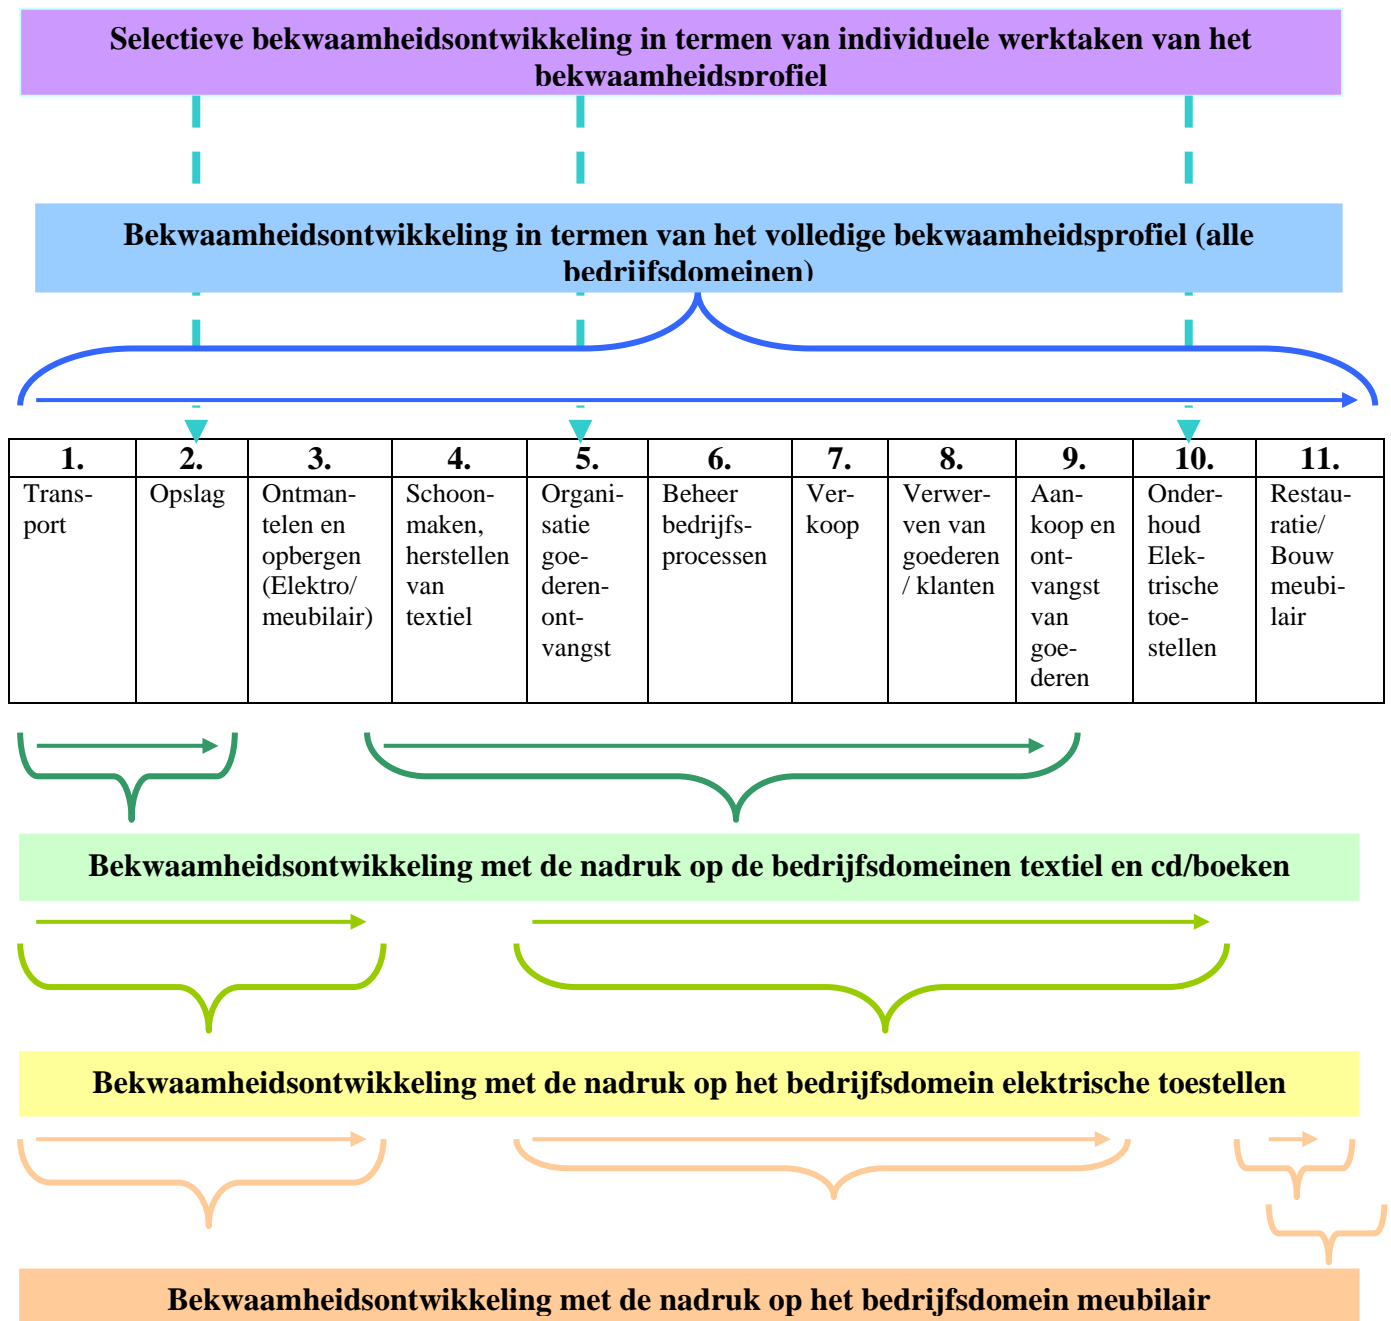 Selectieve bekwaamheidsontwikkeling in termen van individuele werktaken van het
bekwaamheidsprofiel
Bekwaamheidsontwikkeling in termen van het volledige bekwaamheidsprofiel (alle
bedrijfsdomeinen)
1. 2. 3. 4. 5. 6. 7. 8. 9. 10. 11.
Trans-
port
Opslag
Ontman-
telen en
opbergen
(Elektro/
meubilair)
Schoon-
maken,
herstellen
van
textiel
Organi-
satie
goe-
deren-
ont-
vangst
Beheer
bedrijfs-
processen
Ver-
koop
Verwer-
ven van
goederen
/ klanten
Aan-
koop en
ont-
vangst
van
goe-
deren
Onder-
houd
Elek-
trische
toe-
stellen
Restau-
ratie/
Bouw
meubi-
lair
Bekwaamheidsontwikkeling met de nadruk op de bedrijfsdomeinen textiel en cd/boeken
Bekwaamheidsontwikkeling met de nadruk op het bedrijfsdomein elektrische toestellen
Bekwaamheidsontwikkeling met de nadruk op het bedrijfsdomein meubilair